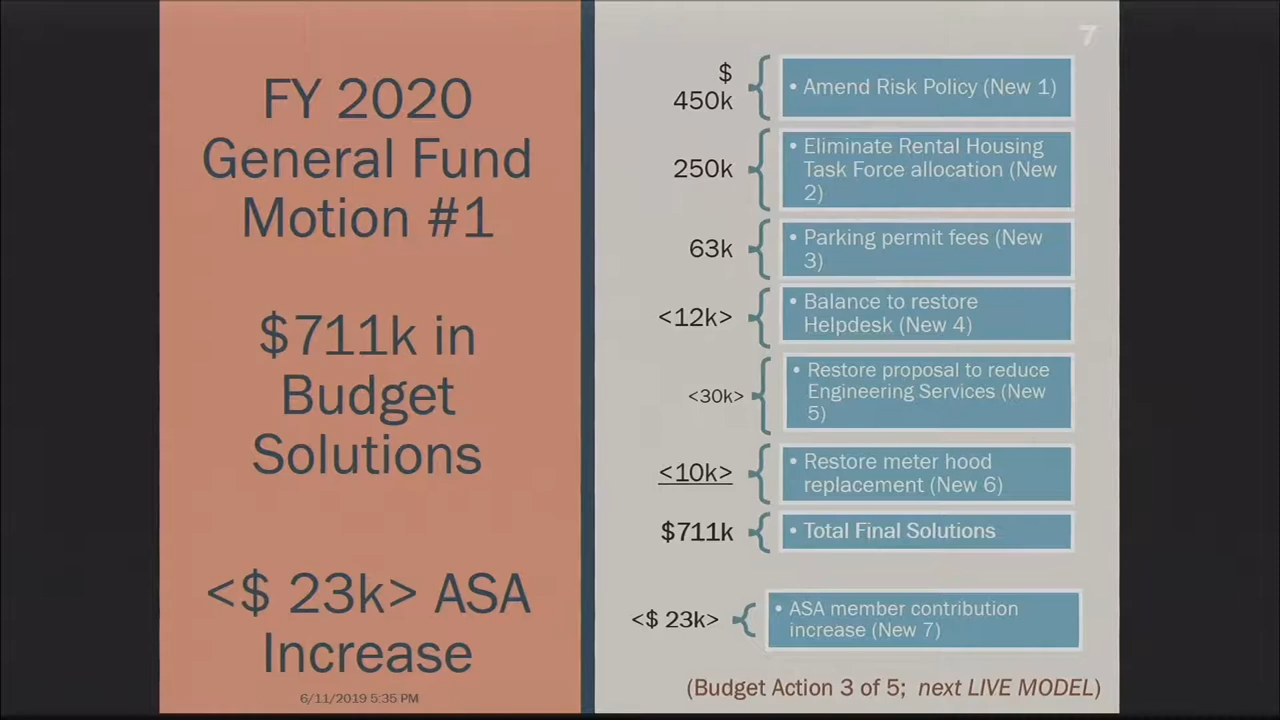 FY 2020
General Fund
Motion #1
$711k in
Budget
Solutions
<$ 23k> ASA
Increase
6/11/2019 5:35 PM
7
$
450k
• Amend Risk Policy (New 1)
250k
• Eliminate Rental Housing
Task Force allocation (New
2)
63k
• Parking permit fees (New
3)
<12k>
• Balance to restore
Helpdesk (New 4)
<30k>
• Restore proposal to reduce
Engineering Services (New
5)
<10k>
• Restore meter hood
replacement (New 6)
$711k
• Total Final Solutions
<$ 23k>
• ASA member contribution
increase (New 7)
(Budget Action 3 of 5; next LIVE MODEL)